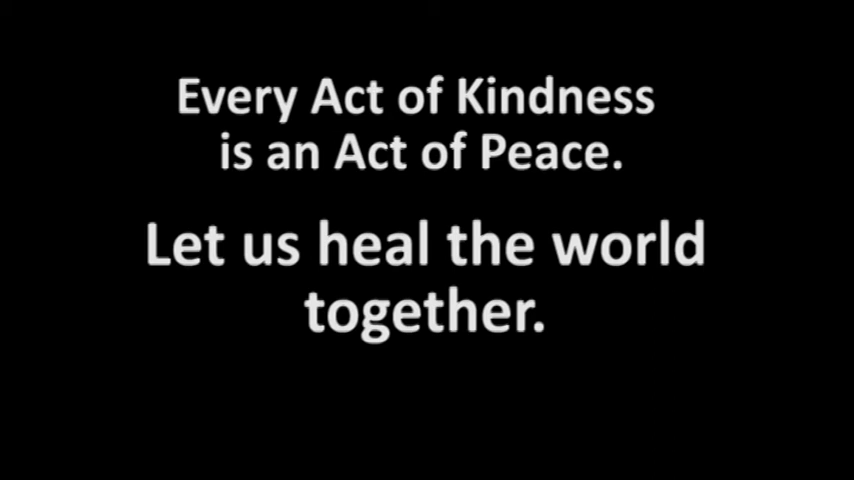 Every Act of Kindness
is an Act of Peace.
Let us heal the world
together.